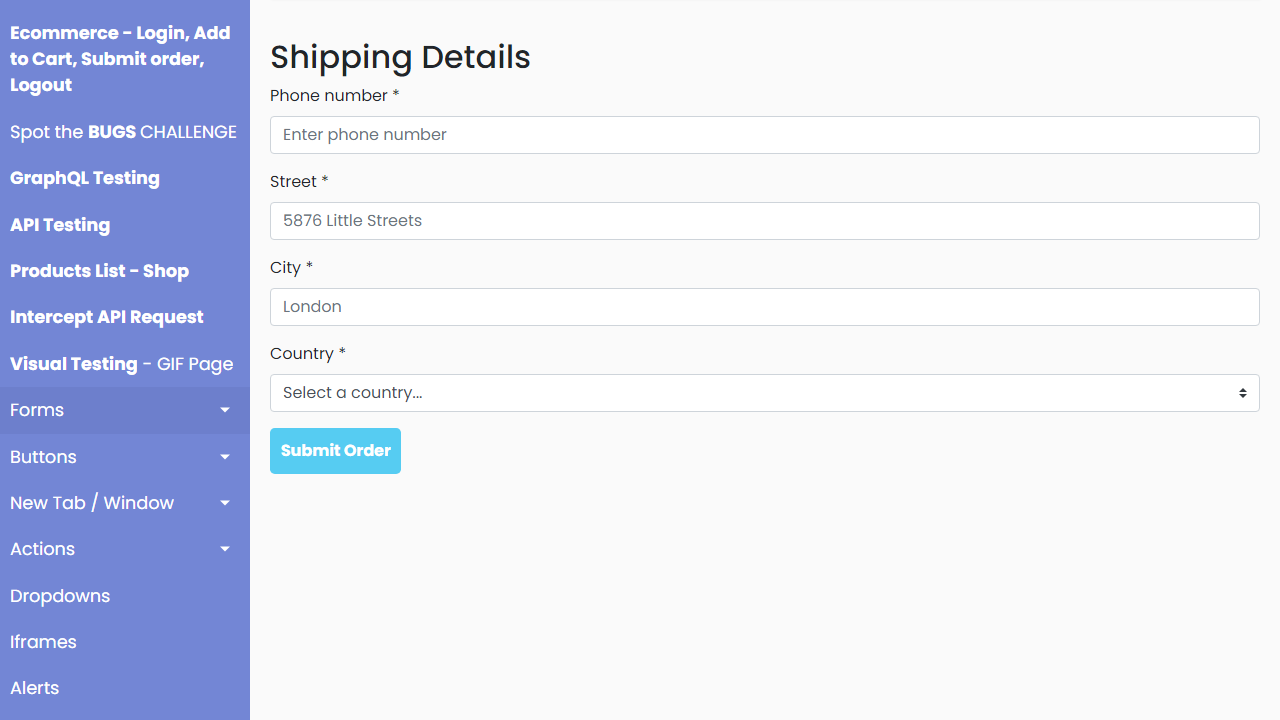 Ecommerce - Login, Add
to Cart, Submit order,
Logout
Spot the BUGS CHALLENGE
GraphQL Testing
API Testing
Products List - Shop
Intercept API Request
Visual Testing - GIF Page
Forms
Buttons
New Tab / Window
Actions
Dropdowns
Iframes
Alerts
Shipping Details
Phone number *
Enter phone number
Street *
5876 Little Streets
City *
London
Country *
Select a country...
Submit Order